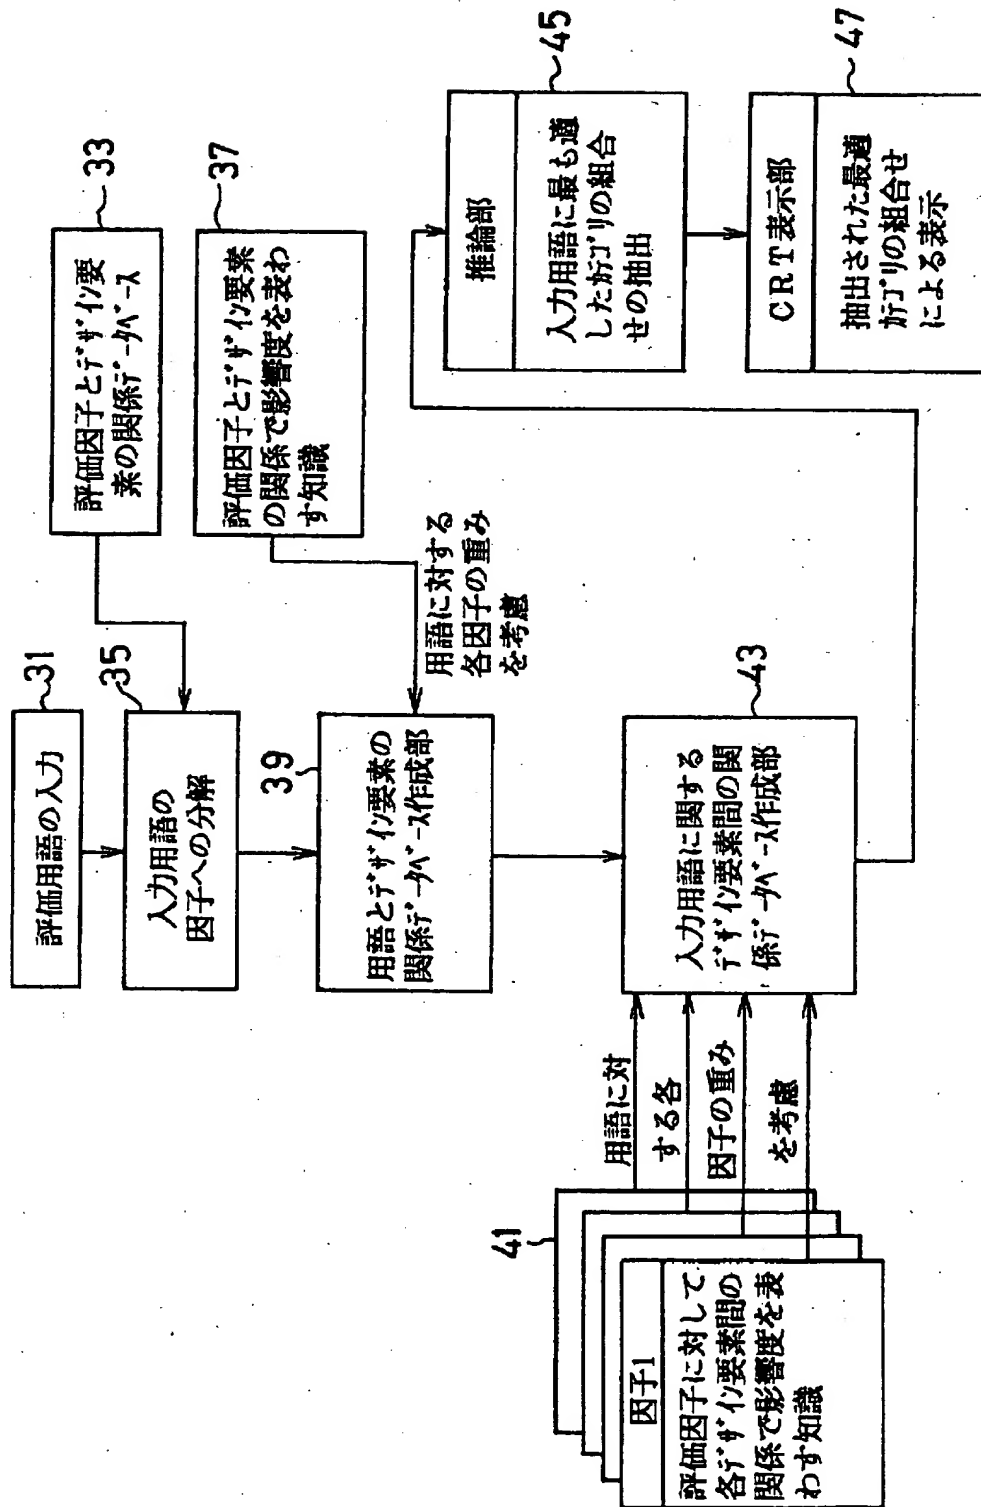 31
評価用語の入力
35
入力用語の
因子への分解
33
評価因子とデザイン要
素の関係データベース
37
評価因子とデザイン要素
の関係で影響度を表わ
す知識
用語に対する
各因子の重み
を考慮
39
用語とデザイン要素の
関係データベース作成部
41
因子1
評価因子に対して
各デザイン要素間の
関係で影響度を表
わす知識
用語に対
する各
因子の重み
を考慮
43
入力用語に関する
デザイン要素間の関
係データベース作成部
45
推論部
入力用語に最も適
したカテゴリの組合
せの抽出
47
CRT表示部
抽出された最適
カテゴリの組合せ
による表示